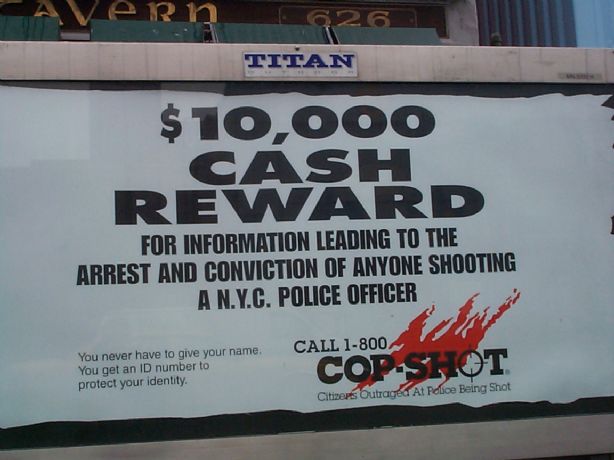 TAVERN 626
TITAN
OUTDOOR
$10,000
CASH
REWARD
FOR INFORMATION LEADING TO THE
ARREST AND CONVICTION OF ANYONE SHOOTING
A N.Y.C. POLICE OFFICER
You never have to give your name.
You get an ID number to
protect your identity.
CALL 1-800
COP-SHOT®
Citizens Outraged At Police Being Shot